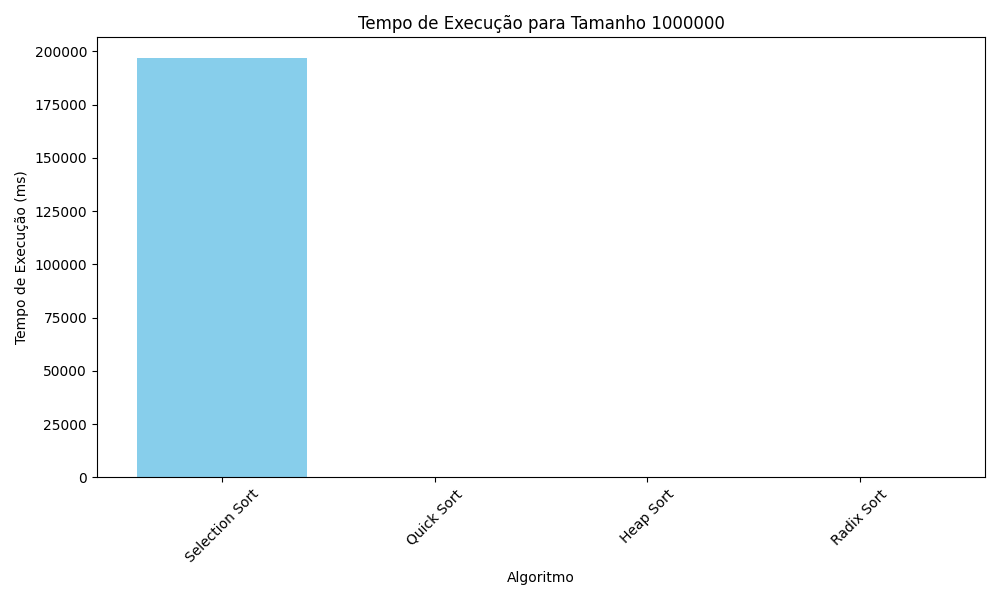 Tempo de Execução para Tamanho 1000000
Tempo de Execução (ms)
200000
175000
150000
125000
100000
75000
50000
25000
0
Selection Sort
Quick Sort
Heap Sort
Radix Sort
Algoritmo